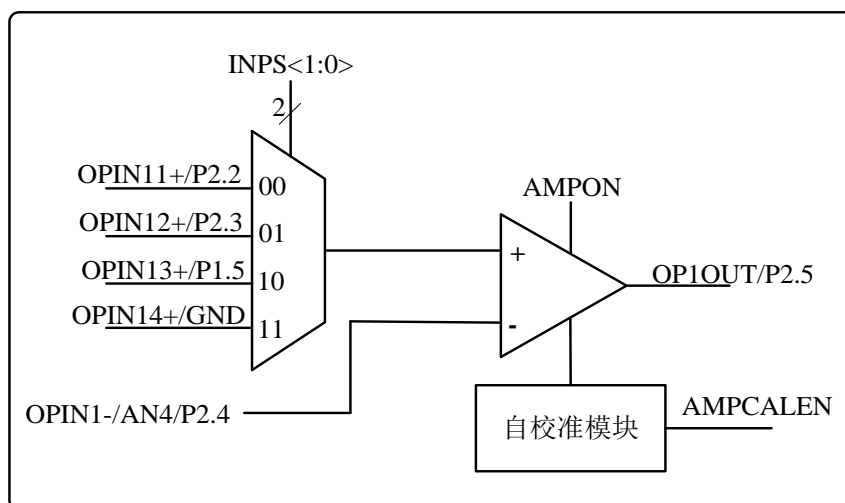 INPS<1:0>
2
OPIN11+/P2.2
00
AMPON
OPIN12+/P2.3
01
+
OPIN13+/P1.5
10
OP1OUT/P2.5
OPIN14+/GND
11
-
OPIN1-/AN4/P2.4
自校准模块
AMPCALEN